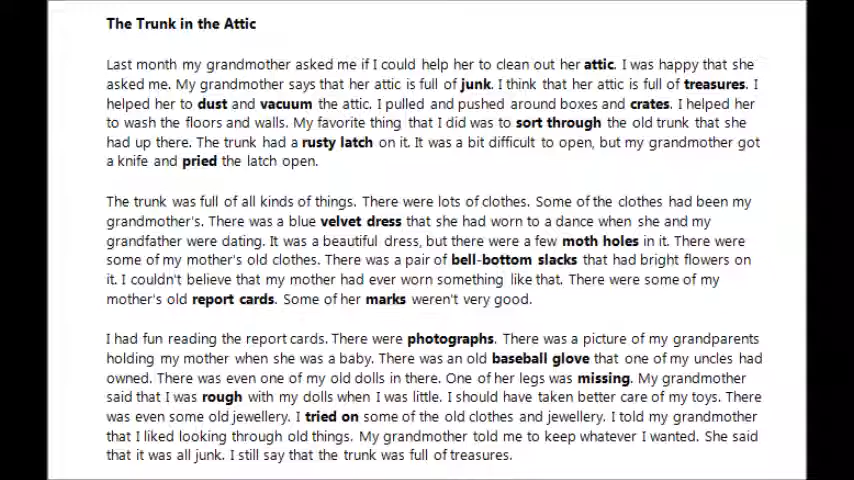 The Trunk in the Attic
Last month my grandmother asked me if I could help her to clean out her attic. I was happy that she
asked me. My grandmother says that her attic is full of junk. I think that her attic is full of treasures. I
helped her to dust and vacuum the attic. I pulled and pushed around boxes and crates. I helped her
to wash the floors and walls. My favorite thing that I did was to sort through the old trunk that she
had up there. The trunk had a rusty latch on it. It was a bit difficult to open, but my grandmother got
a knife and pried the latch open.
The trunk was full of all kinds of things. There were lots of clothes. Some of the clothes had been my
grandmother's. There was a blue velvet dress that she had worn to a dance when she and my
grandfather were dating. It was a beautiful dress, but there were a few moth holes in it. There were
some of my mother's old clothes. There was a pair of bell-bottom slacks that had bright flowers on
it. I couldn't believe that my mother had ever worn something like that. There were some of my
mother's old report cards. Some of her marks weren't very good.
I had fun reading the report cards. There were photographs. There was a picture of my grandparents
holding my mother when she was a baby. There was an old baseball glove that one of my uncles had
owned. There was even one of my old dolls in there. One of her legs was missing. My grandmother
said that I was rough with my dolls when I was little. I should have taken better care of my toys. There
was even some old jewellery. I tried on some of the old clothes and jewellery. I told my grandmother
that I liked looking through old things. My grandmother told me to keep whatever I wanted. She said
that it was all junk. I still say that the trunk was full of treasures.